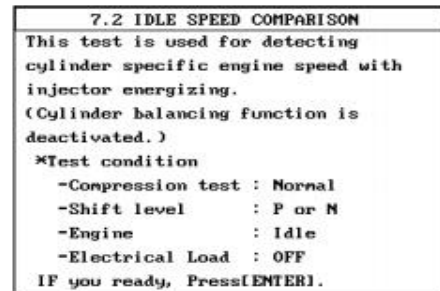 7.2 IDLE SPEED COMPARISON
This test is used for detecting
cylinder specific engine speed with
injector energizing.
(Cylinder balancing function is
deactivated.)
*Test condition
-Compression test : Normal
-Shift level : P or N
-Engine : Idle
-Electrical Load : OFF
IF you ready, Press[ENTER].